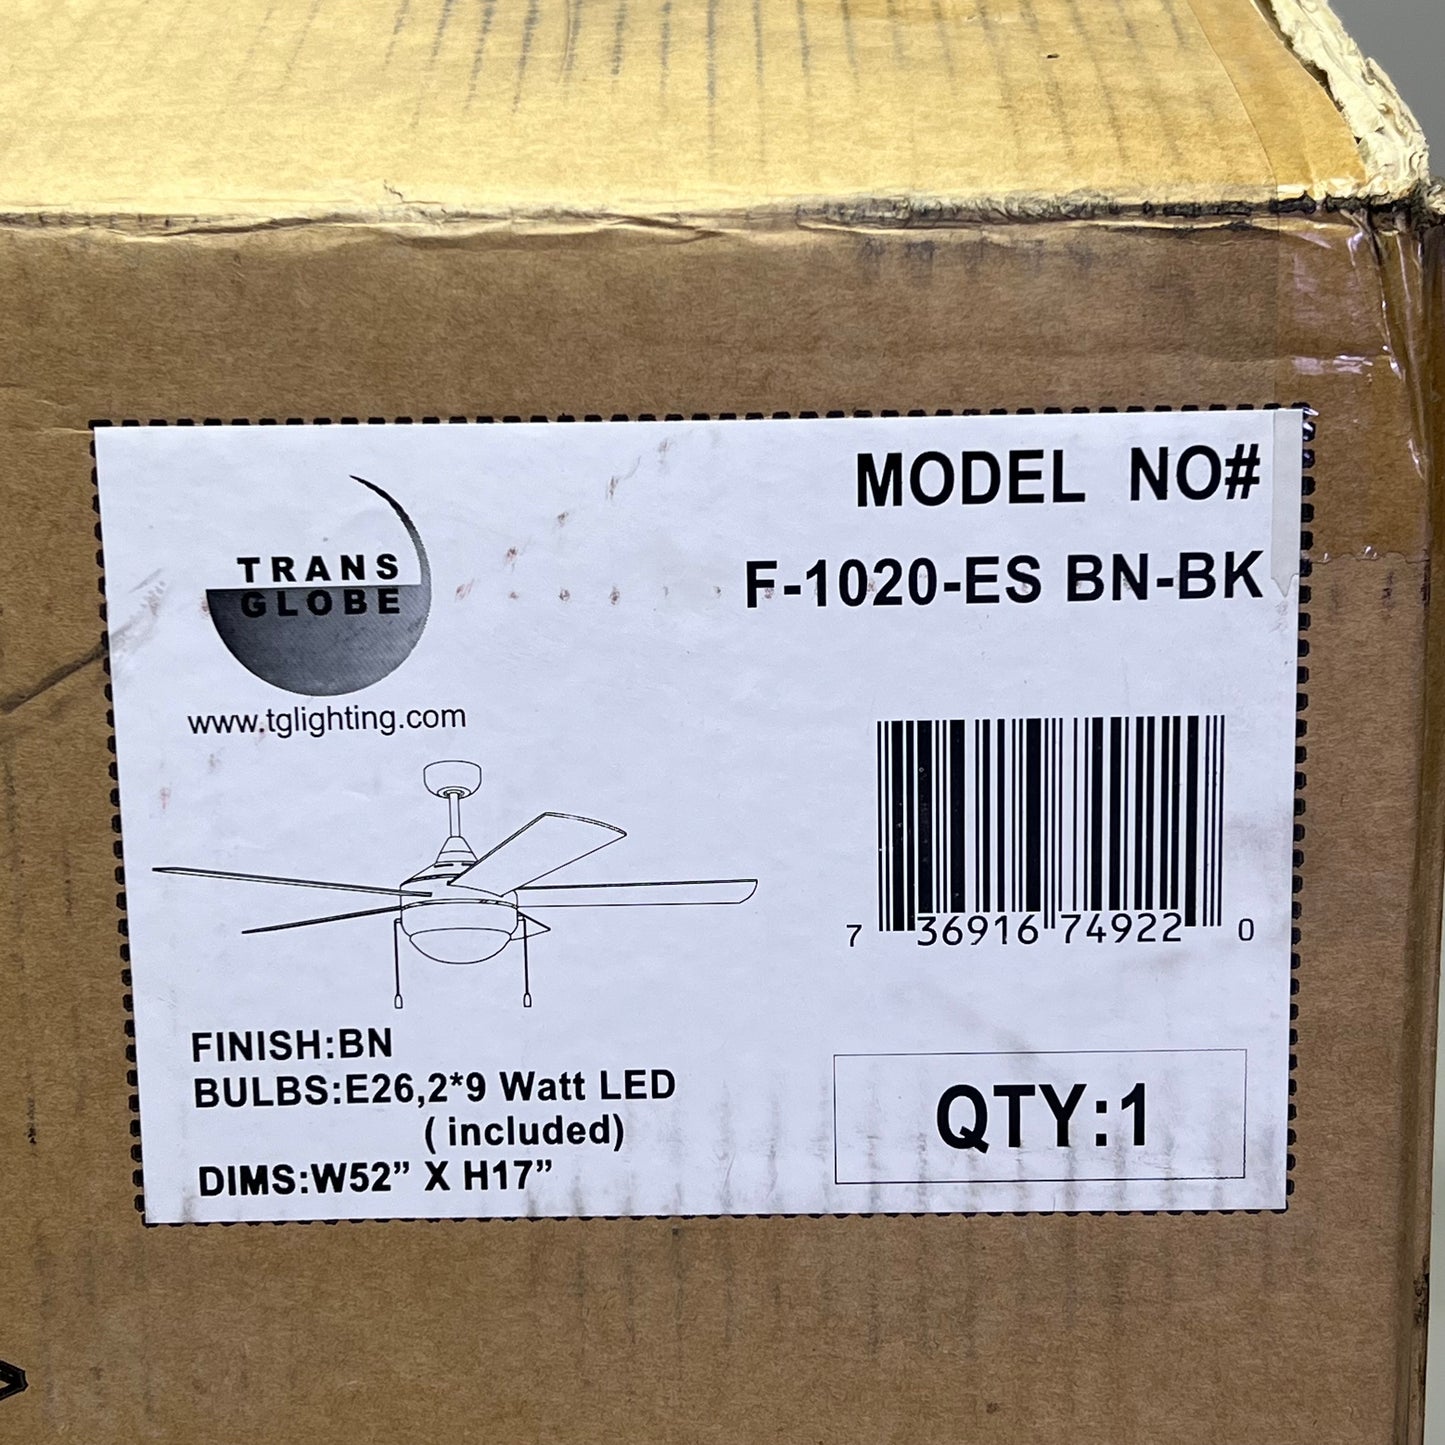 TRANS
GLOBE
www.tglighting.com
MODEL NO#
F-1020-ES BN-BK
7 36916 74922 0
FINISH:BN
BULBS:E26,2*9 Watt LED
( included)
DIMS:W52” X H17”
QTY:1